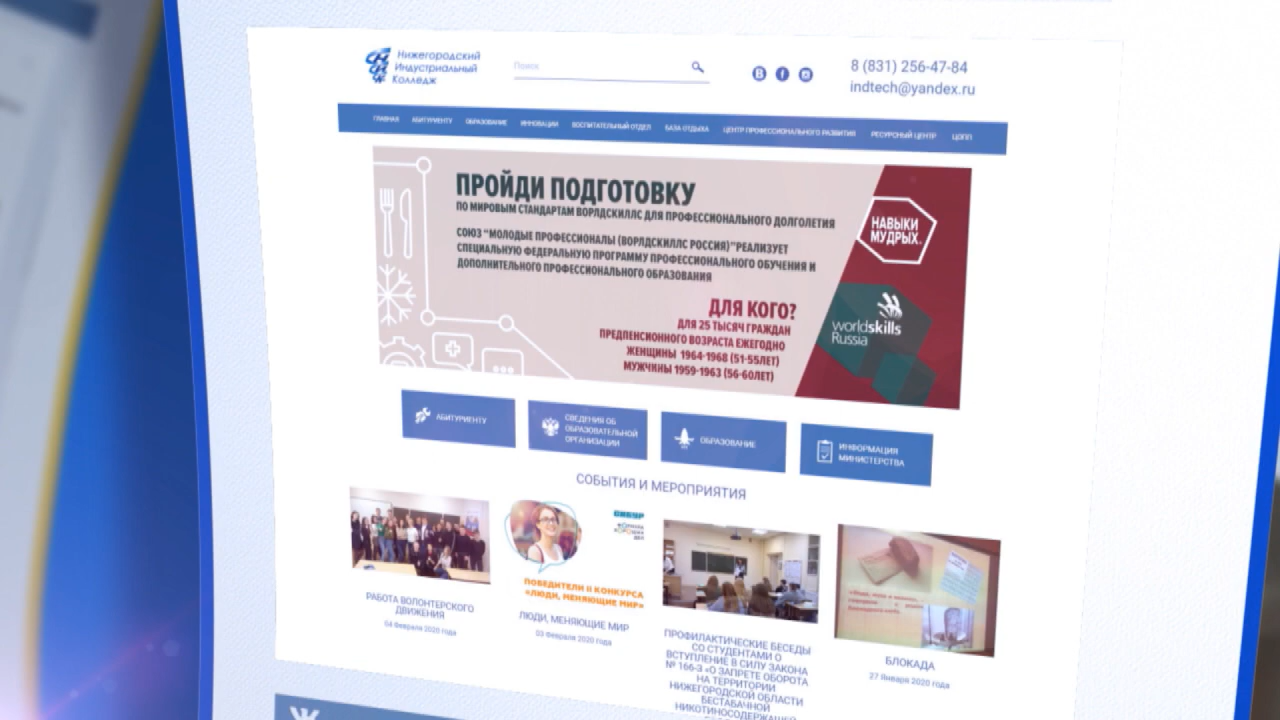 Нижегородский
Индустриальный
Колледж
Поиск
8 (831) 256-47-84
indtech@yandex.ru
ГЛАВНАЯ АБИТУРИЕНТУ ОБРАЗОВАНИЕ ИННОВАЦИИ ВОСПИТАТЕЛЬНЫЙ ОТДЕЛ БАЗА ОТДЫХА ЦЕНТР ПРОФЕССИОНАЛЬНОГО РАЗВИТИЯ РЕСУРСНЫЙ ЦЕНТР ЦОПП
ПРОЙДИ ПОДГОТОВКУ
ПО МИРОВЫМ СТАНДАРТАМ ВОРЛДСКИЛЛС ДЛЯ ПРОФЕССИОНАЛЬНОГО ДОЛГОЛЕТИЯ
СОЮЗ "МОЛОДЫЕ ПРОФЕССИОНАЛЫ (ВОРЛДСКИЛЛС РОССИЯ)"РЕАЛИЗУЕТ
СПЕЦИАЛЬНУЮ ФЕДЕРАЛЬНУЮ ПРОГРАММУ ПРОФЕССИОНАЛЬНОГО ОБУЧЕНИЯ И
ДОПОЛНИТЕЛЬНОГО ПРОФЕССИОНАЛЬНОГО ОБРАЗОВАНИЯ
ДЛЯ КОГО?
ДЛЯ 25 ТЫСЯЧ ГРАЖДАН
ПРЕДПЕНСИОННОГО ВОЗРАСТА ЕЖЕГОДНО
ЖЕНЩИНЫ 1964-1968 (51-55ЛЕТ)
МУЖЧИНЫ 1959-1963 (56-60ЛЕТ)
НАВЫКИ
МУДРЫХ.
worldskills
Russia
АБИТУРИЕНТУ
СВЕДЕНИЯ ОБ
ОБРАЗОВАТЕЛЬНОЙ
ОРГАНИЗАЦИИ
ОБРАЗОВАНИЕ
ИНФОРМАЦИЯ
МИНИСТЕРСТВА
СОБЫТИЯ И МЕРОПРИЯТИЯ
СИБУР
ПОБЕДИТЕЛИ II КОНКУРСА
«ЛЮДИ, МЕНЯЮЩИЕ МИР»
РАБОТА ВОЛОНТЕРСКОГО
ДВИЖЕНИЯ
04 Февраля 2020 года
ЛЮДИ, МЕНЯЮЩИЕ МИР
03 Февраля 2020 года
ПРОФИЛАКТИЧЕСКИЕ БЕСЕДЫ
СО СТУДЕНТАМИ О
ВСТУПЛЕНИЕ В СИЛУ ЗАКОНА
№ 166-З «О ЗАПРЕТЕ ОБОРОТА
НА ТЕРРИТОРИИ
НИЖЕГОРОДСКОЙ ОБЛАСТИ
БЕСТАБАЧНОЙ
НИКОТИНОСОДЕРЖАЩЕЙ
БЛОКАДА
27 Января 2020 года